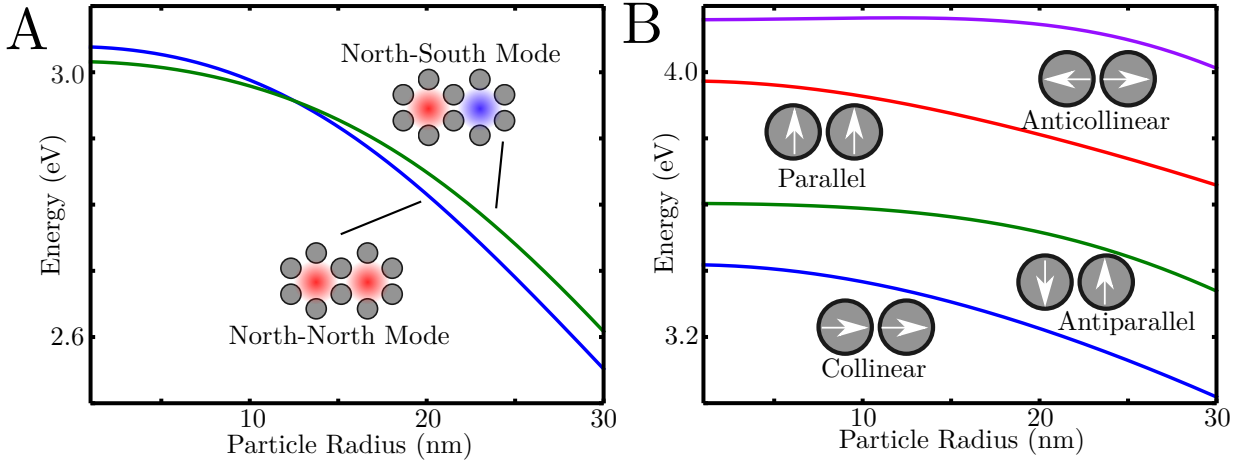 A
North-South Mode
North-North Mode
3.0
2.6
Energy (eV)
10
20
30
Particle Radius (nm)
B
Anticollinear
Parallel
Antiparallel
Collinear
4.0
3.2
Energy (eV)
10
20
30
Particle Radius (nm)